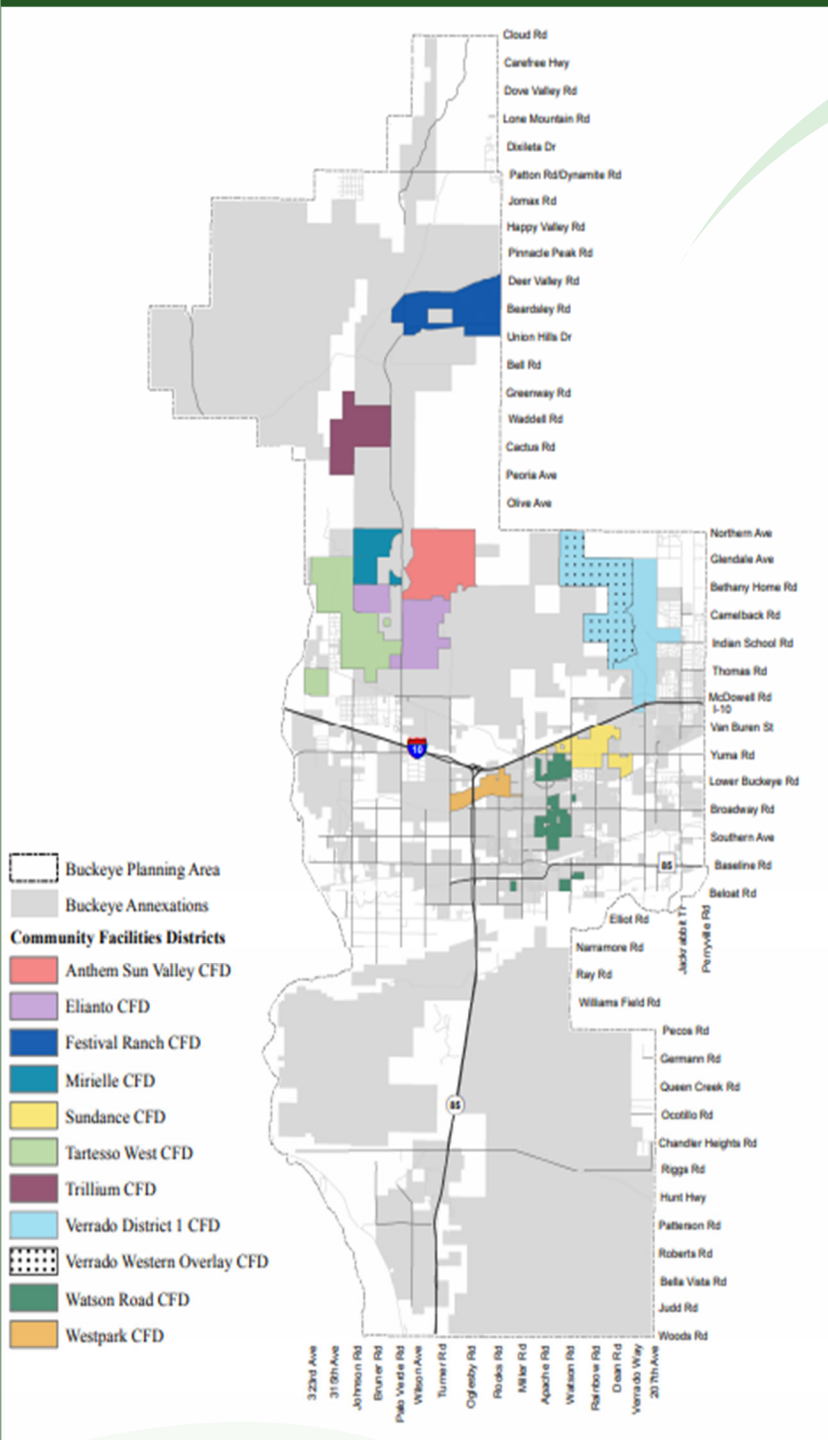 Cloud Rd
Carefree Hwy
Dove Valley Rd
Lone Mountain Rd
Dixileta Dr
Patton Rd/Dynamite Rd
Jomax Rd
Happy Valley Rd
Pinnacle Peak Rd
Deer Valley Rd
Beardsley Rd
Union Hills Dr
Bell Rd
Greenway Rd
Waddell Rd
Cactus Rd
Peoria Ave
Olive Ave
Northern Ave
Glendale Ave
Bethany Home Rd
Camelback Rd
Indian School Rd
Thomas Rd
McDowell Rd
I-10
Van Buren St
Yuma Rd
Lower Buckeye Rd
Broadway Rd
Southern Ave
Baseline Rd
Beloat Rd
10
85
Elliot Rd
Narramore Rd
Ray Rd
Williams Field Rd
Jackrabbit Tr
Perryville Rd
Pecos Rd
Germann Rd
Queen Creek Rd
Ocotillo Rd
Chandler Heights Rd
Riggs Rd
Hunt Hwy
Patterson Rd
Roberts Rd
Bella Vista Rd
Judd Rd
Woods Rd
85
Buckeye Planning Area
Buckeye Annexations
Community Facilities Districts
Anthem Sun Valley CFD
Elianto CFD
Festival Ranch CFD
Mirielle CFD
Sundance CFD
Tartesso West CFD
Trillium CFD
Verrado District 1 CFD
Verrado Western Overlay CFD
Watson Road CFD
Westpark CFD
323rd Ave
315th Ave
Johnson Rd
Bruner Rd
Palo Verde Rd
Wilson Ave
Turner Rd
Oglesby Rd
Rooks Rd
Miller Rd
Apache Rd
Watson Rd
Rainbow Rd
Dean Rd
Verrado Way
207th Ave